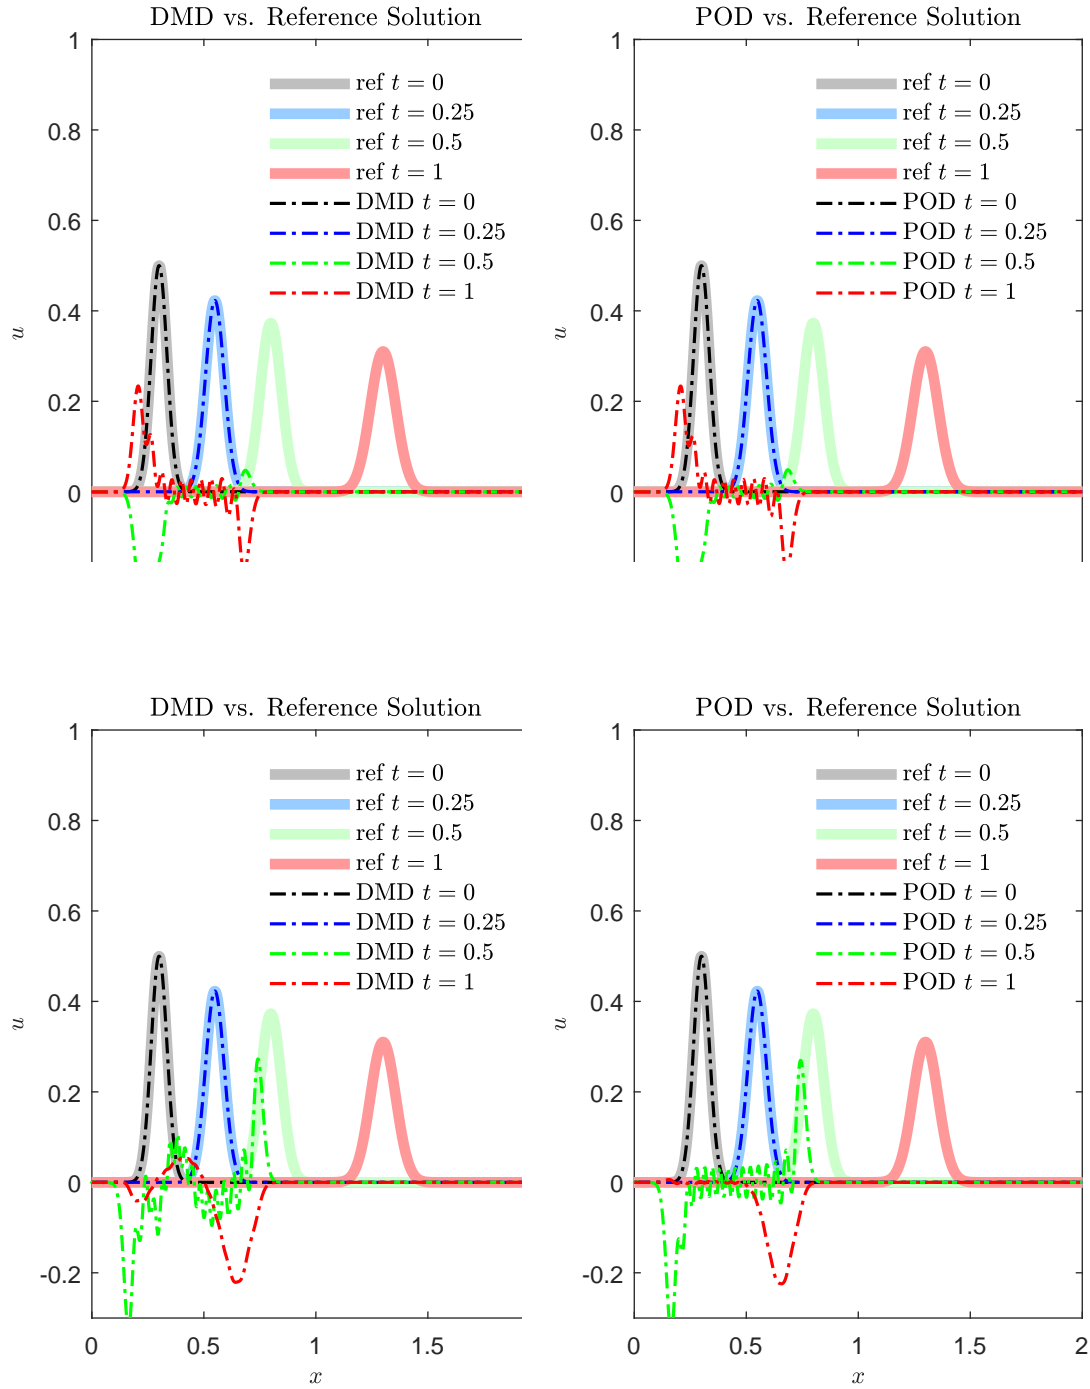 DMD vs. Reference Solution
1
0.8
0.6
0.4
0.2
0
u
ref t = 0
ref t = 0.25
ref t = 0.5
ref t = 1
DMD t = 0
DMD t = 0.25
DMD t = 0.5
DMD t = 1
POD vs. Reference Solution
1
0.8
0.6
0.4
0.2
0
u
ref t = 0
ref t = 0.25
ref t = 0.5
ref t = 1
POD t = 0
POD t = 0.25
POD t = 0.5
POD t = 1
DMD vs. Reference Solution
1
0.8
0.6
0.4
0.2
0
-0.2
u
ref t = 0
ref t = 0.25
ref t = 0.5
ref t = 1
DMD t = 0
DMD t = 0.25
DMD t = 0.5
DMD t = 1
0 0.5 1 1.5
x
POD vs. Reference Solution
1
0.8
0.6
0.4
0.2
0
-0.2
u
ref t = 0
ref t = 0.25
ref t = 0.5
ref t = 1
POD t = 0
POD t = 0.25
POD t = 0.5
POD t = 1
0 0.5 1 1.5 2
x